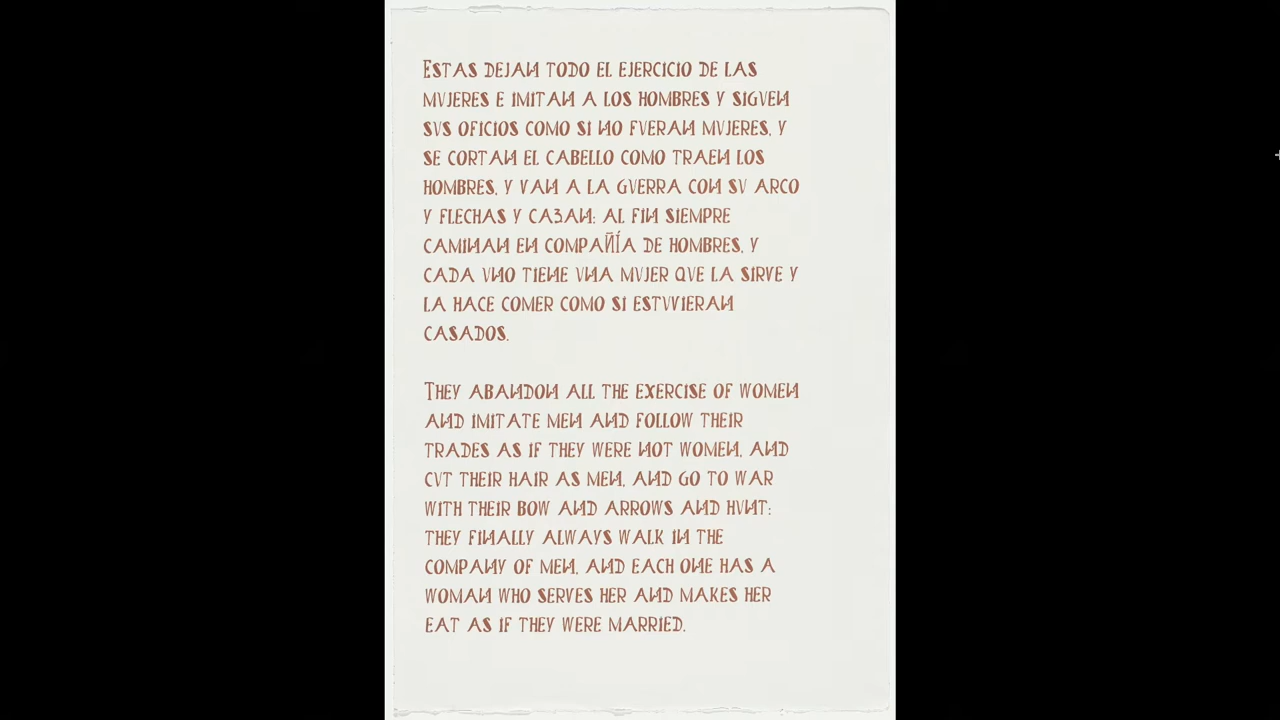 Estas dejan todo el ejercicio de las
mvjeres e imitan a los hombres y sigven
svs oficios como si no fveran mvjeres, y
se cortan el cabello como traen los
hombres, y van a la gverra con sv arco
y flechas y cazan: al fin siempre
caminan en compañía de hombres, y
cada vno tiene vna mvjer qve la sirve y
la hace comer como si estvvieran
casados.
They abandon all the exercise of women
and imitate men and follow their
trades as if they were not women, and
cvt their hair as men, and go to war
with their bow and arrows and hvnt:
they finally always walk in the
company of men, and each one has a
woman who serves her and makes her
eat as if they were married.